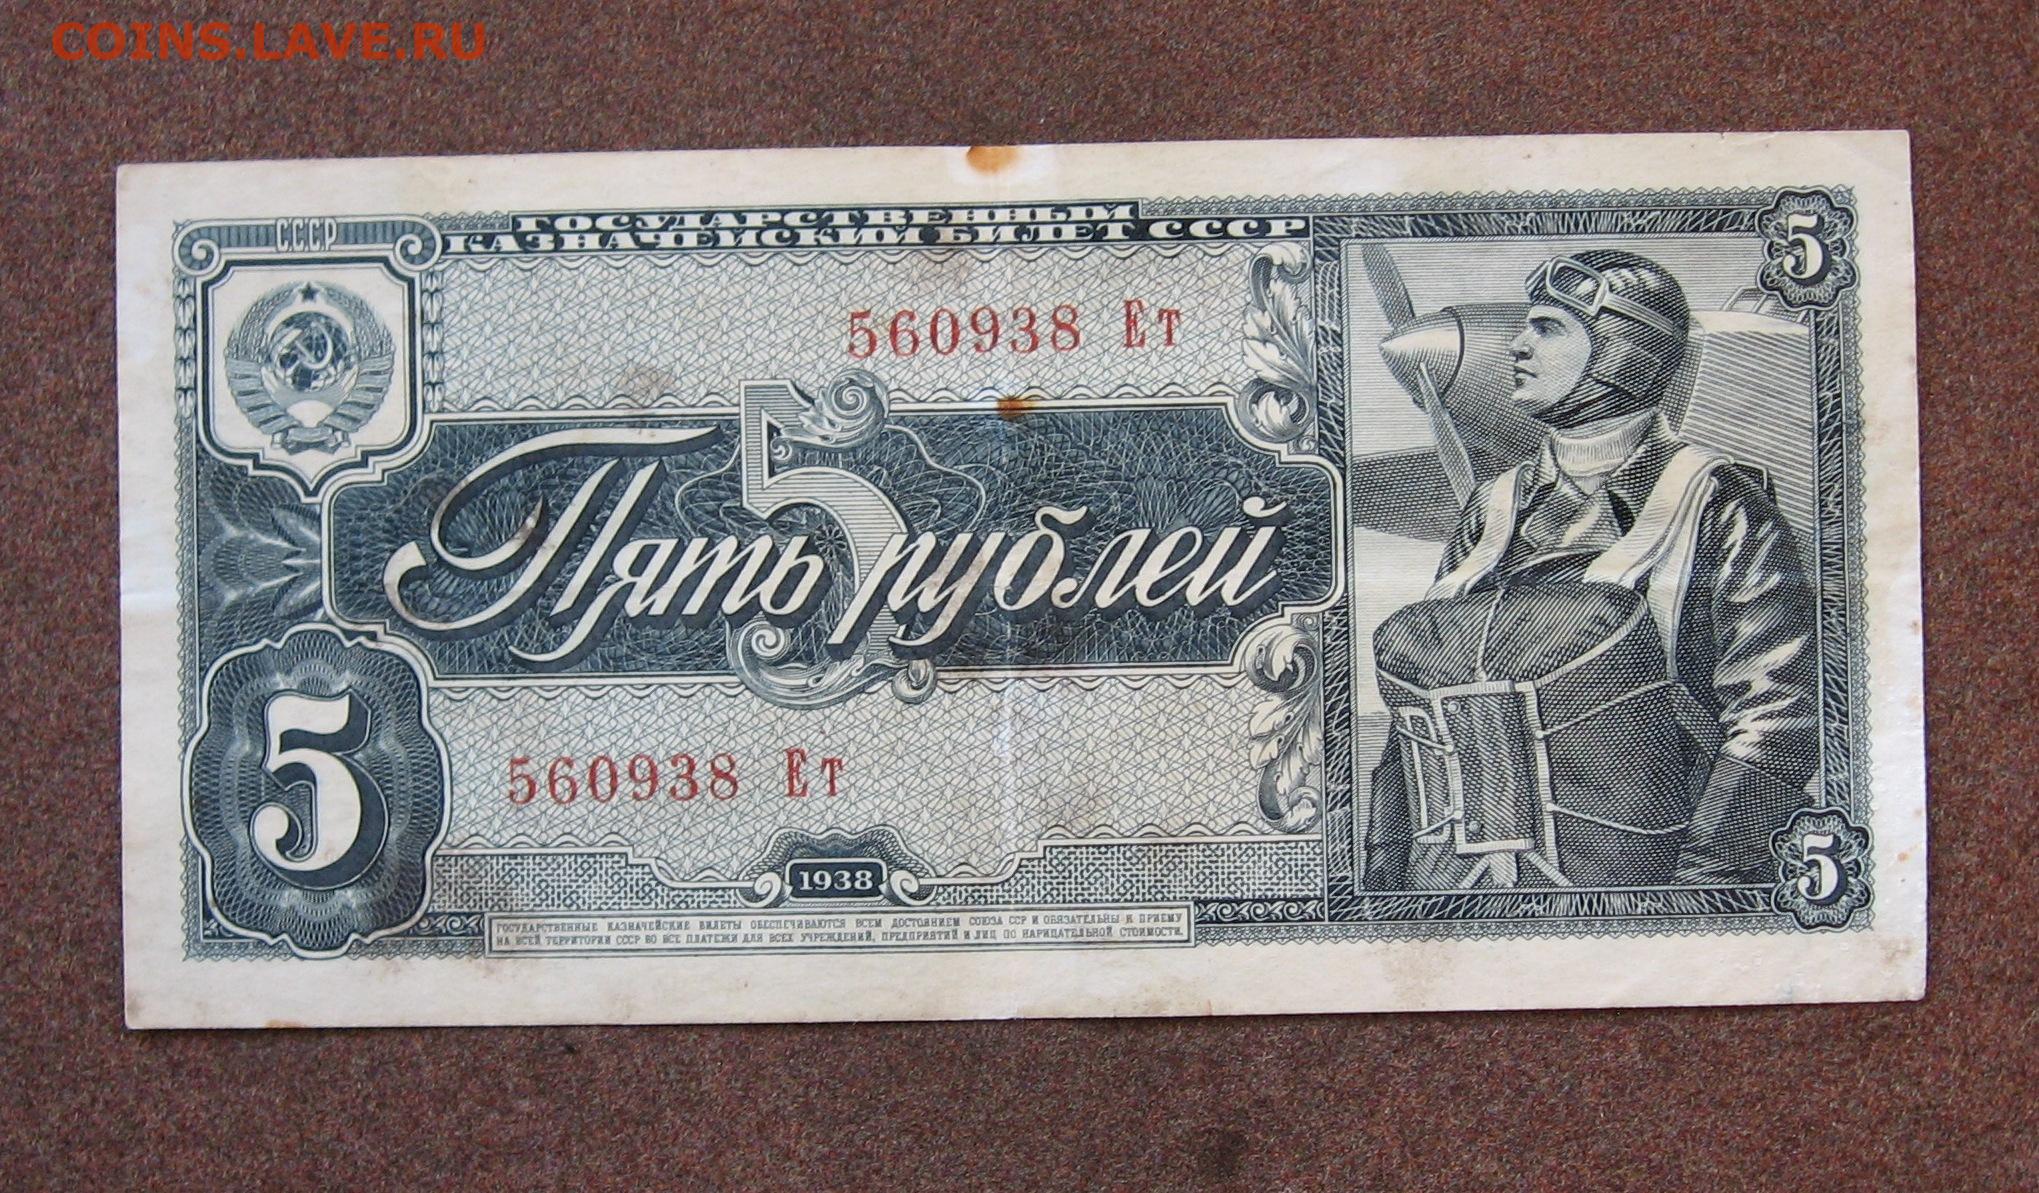 COINS.LAVE.RU
ГОСУДАРСТВЕННЫЙ
КАЗНАЧЕЙСКИЙ БИЛЕТ СССР
СССР
5
560938 Ет
5
Пять рублей
560938 Ет
5
1938
5
ГОСУДАРСТВЕННЫЕ КАЗНАЧЕЙСКИЕ БИЛЕТЫ ОБЕСПЕЧИВАЮТСЯ ВСЕМ ДОСТОЯНИЕМ СОЮЗА ССР И ОБЯЗАТЕЛЬНЫ К ПРИЕМУ
НА ВСЕЙ ТЕРРИТОРИИ СССР ВО ВСЕ ПЛАТЕЖИ ДЛЯ ВСЕХ УЧРЕЖДЕНИЙ, ПРЕДПРИЯТИЙ И ЛИЦ ПО НАРИЦАТЕЛЬНОЙ СТОИМОСТИ.